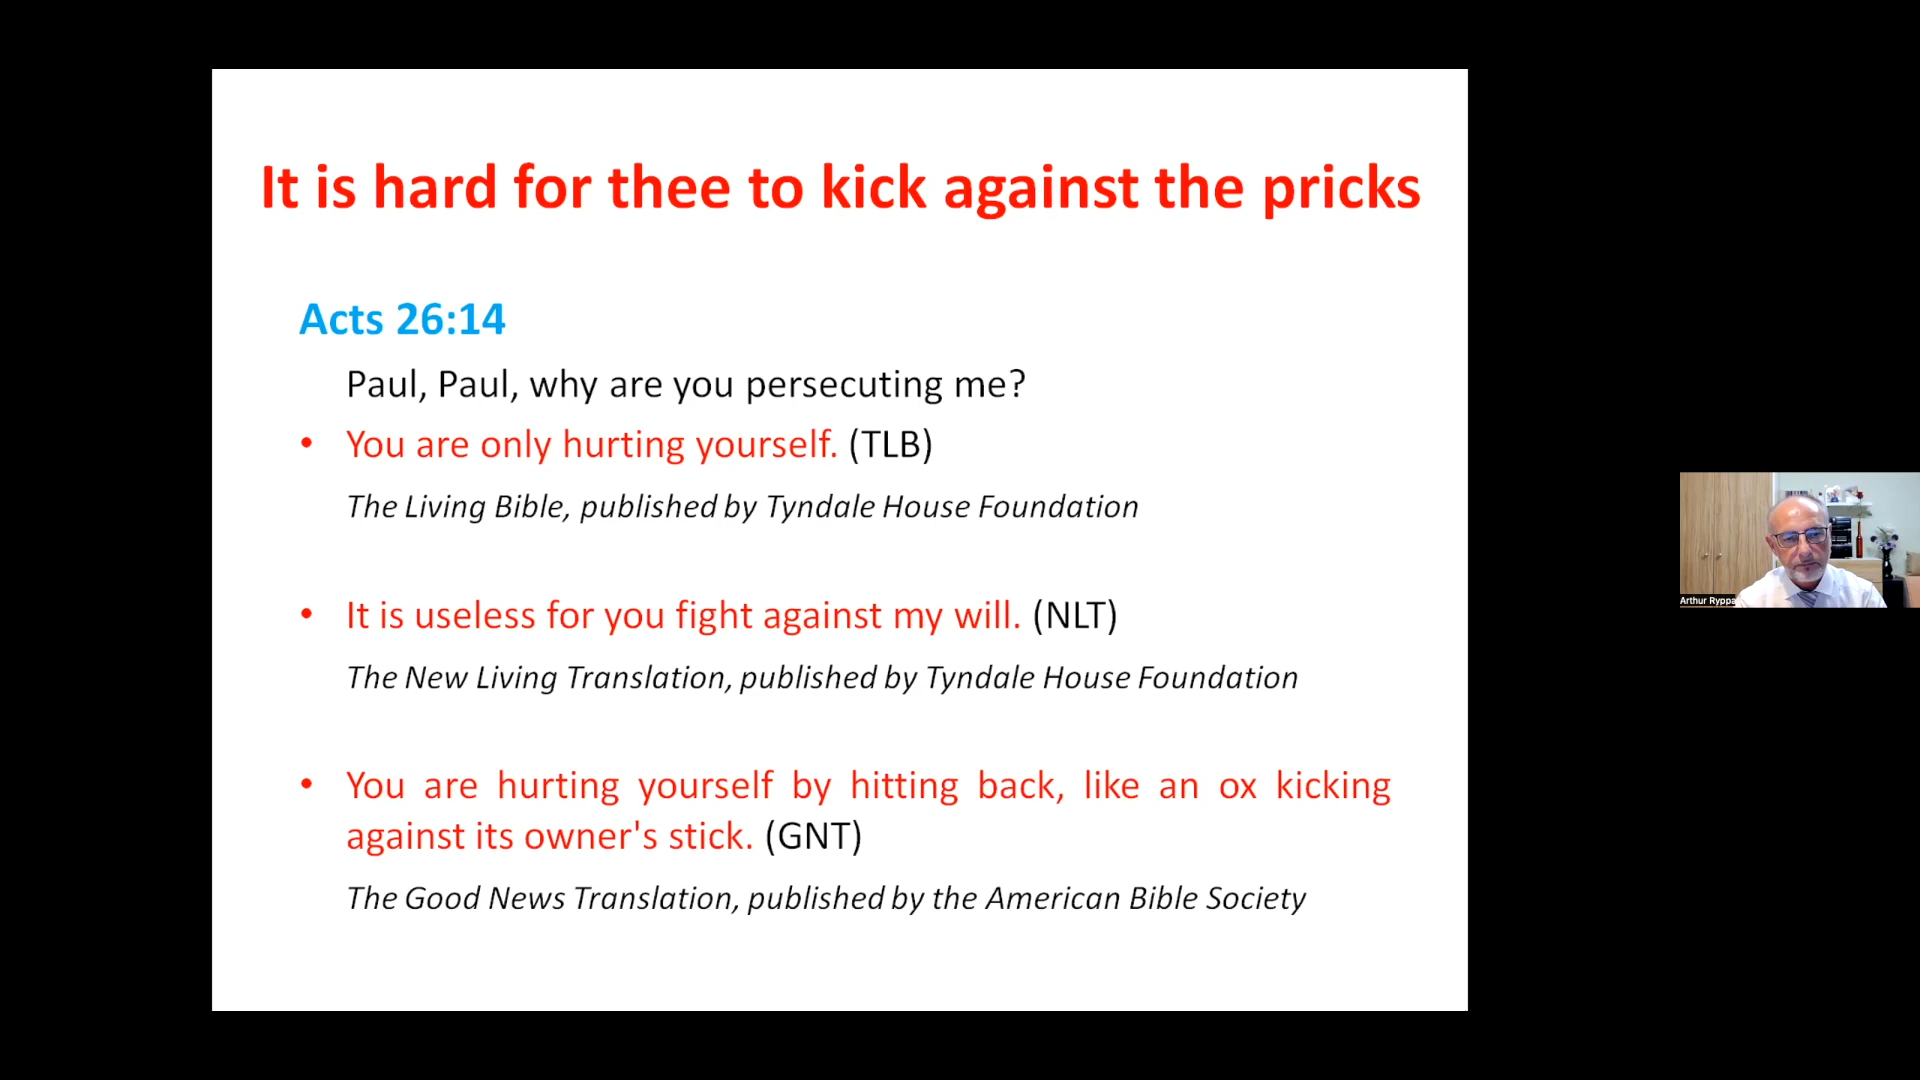 It is hard for thee to kick against the pricks
Acts 26:14
Paul, Paul, why are you persecuting me?
• You are only hurting yourself. (TLB)
The Living Bible, published by Tyndale House Foundation
• It is useless for you fight against my will. (NLT)
The New Living Translation, published by Tyndale House Foundation
• You are hurting yourself by hitting back, like an ox kicking
against its owner's stick. (GNT)
The Good News Translation, published by the American Bible Society
Arthur Ryppa